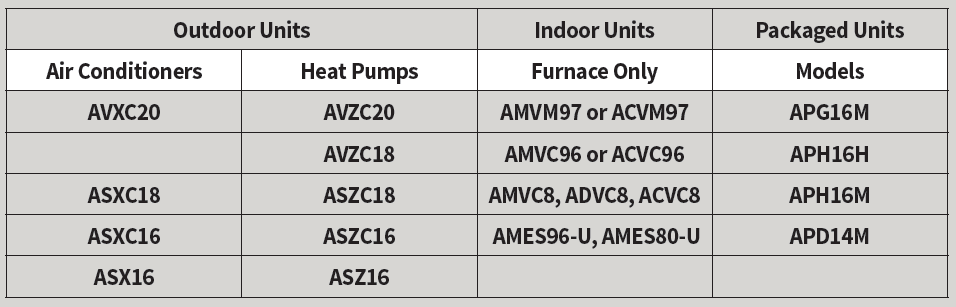 Outdoor Units Indoor Units Packaged Units
Air Conditioners Heat Pumps Furnace Only Models
AVXC20 AVZC20 AMVM97 or ACVM97 APG16M
AVZC18 AMVC96 or ACVC96 APH16H
ASXC18 ASZC18 AMVC8, ADVC8, ACVC8 APH16M
ASXC16 ASZC16 AMES96-U, AMES80-U APD14M
ASX16 ASZ16